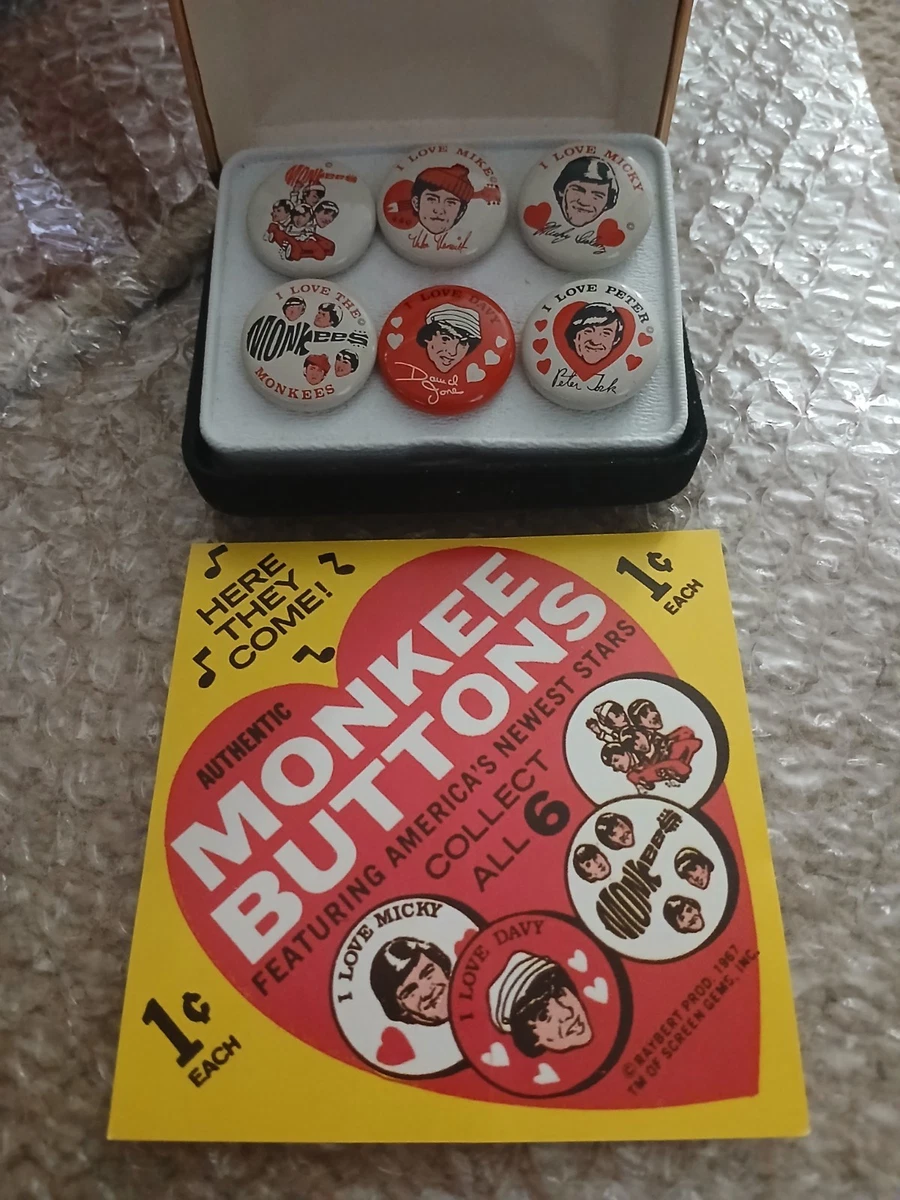 MONKEES
©
I LOVE MIKE ©
I LOVE MICKY
©
I LOVE THE ©
MONKEES
MONKEES
I LOVE DAVY
David
Jones
I LOVE PETER ©
Peter Tork
HERE
THEY
COME!
1¢
EACH
AUTHENTIC
MONKEE
BUTTONS
FEATURING AMERICA'S NEWEST STARS
COLLECT
ALL 6
MONKEES
I LOVE MICKY
I LOVE DAVY
1¢
EACH
© RAYBERT PROD. 1967
TM OF SCREEN GEMS, INC.